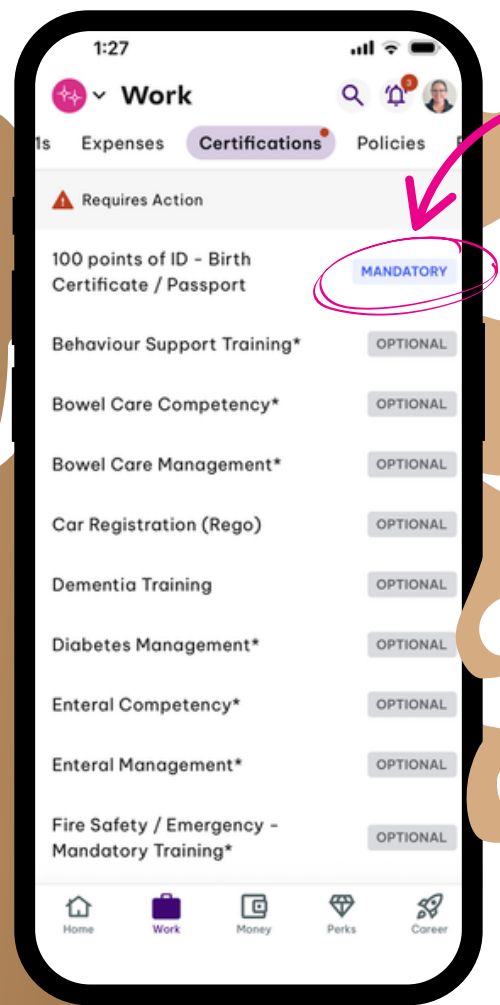 1:27
Work
3
1s Expenses Certifications Policies
Requires Action
100 points of ID - Birth
Certificate / Passport
MANDATORY
Behaviour Support Training* OPTIONAL
Bowel Care Competency* OPTIONAL
Bowel Care Management* OPTIONAL
Car Registration (Rego) OPTIONAL
Dementia Training OPTIONAL
Diabetes Management* OPTIONAL
Enteral Competency* OPTIONAL
Enteral Management* OPTIONAL
Fire Safety / Emergency -
Mandatory Training*
OPTIONAL
Home Work Money Perks Career